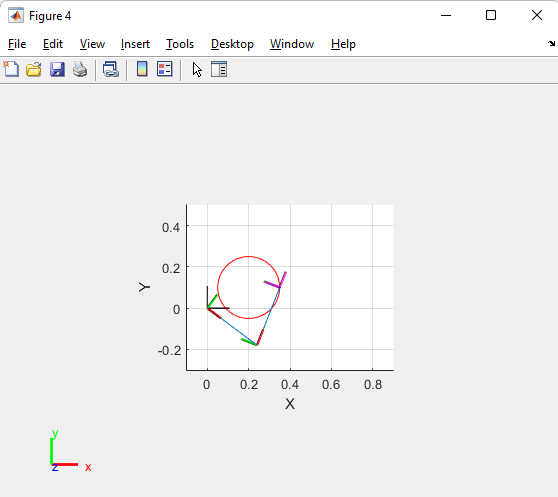 Figure 4
File Edit View Insert Tools Desktop Window Help
0.4
0.2
0
-0.2
Y
0 0.2 0.4 0.6 0.8
X
y
z x